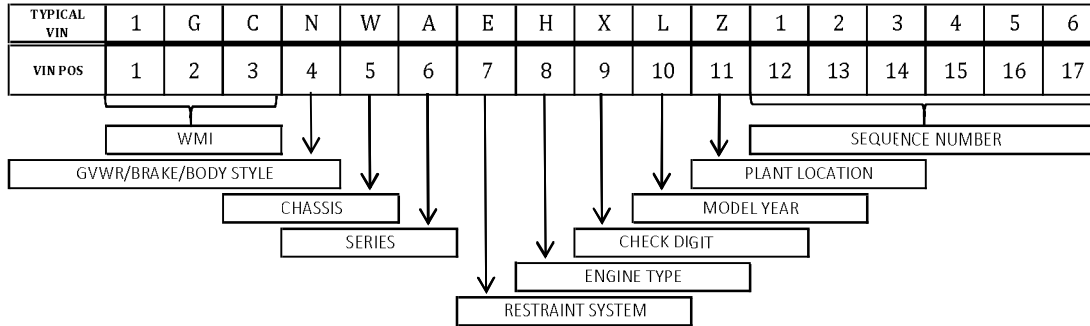 TYPICAL VIN 1 G C N W A E H X L Z 1 2 3 4 5 6
VIN POS 1 2 3 4 5 6 7 8 9 10 11 12 13 14 15 16 17
WMI SEQUENCE NUMBER
GVWR/BRAKE/BODY STYLE PLANT LOCATION
CHASSIS MODEL YEAR
SERIES CHECK DIGIT
ENGINE TYPE
RESTRAINT SYSTEM